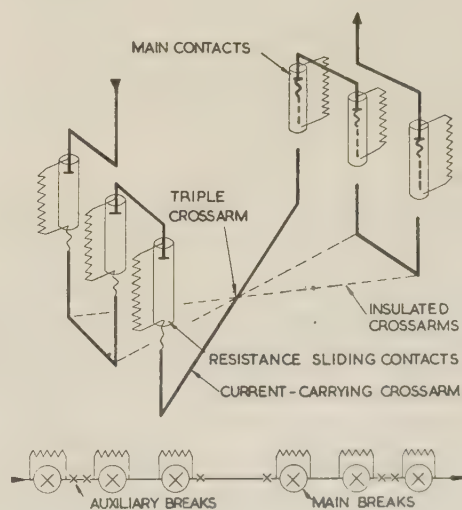 MAIN CONTACTS
TRIPLE
CROSSARM
INSULATED
CROSSARMS
RESISTANCE SLIDING CONTACTS
CURRENT-CARRYING CROSSARM
AUXILIARY BREAKS
MAIN BREAKS